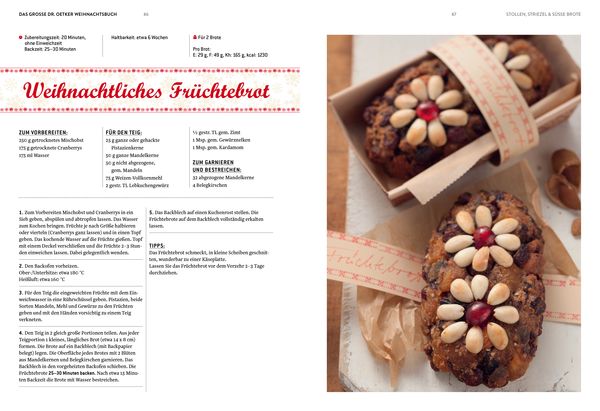 DAS GROSSE DR. OETKER WEIHNACHTSBUCH
86
87
STOLLEN, STRIEZEL & SÜSSE BROTE
Zubereitungszeit: 20 Minuten,
ohne Einweichzeit
Backzeit: 25–30 Minuten
Haltbarkeit: etwa 6 Wochen
Für 2 Brote
Pro Brot:
E: 29 g, F: 49 g, Kh: 165 g, kcal: 1230
Weihnachtliches Früchtebrot
ZUM VORBEREITEN:
250 g getrocknetes Mischobst
175 g getrocknete Cranberrys
175 ml Wasser
FÜR DEN TEIG:
25 g ganze oder gehackte
Pistazienkerne
50 g ganze Mandelkerne
50 g nicht abgezogene,
gem. Mandeln
75 g Weizen-Vollkornmehl
2 gestr. TL Lebkuchengewürz
½ gestr. TL gem. Zimt
1 Msp. gem. Gewürznelken
1 Msp. gem. Kardamom
ZUM GARNIEREN
UND BESTREICHEN:
32 abgezogene Mandelkerne
4 Belegkirschen
1. Zum Vorbereiten Mischobst und Cranberrys in ein
Sieb geben, abspülen und abtropfen lassen. Das Wasser
zum Kochen bringen. Früchte je nach Größe halbieren
oder vierteln (Cranberrys ganz lassen) und in einen Topf
geben. Das kochende Wasser auf die Früchte gießen. Topf
mit einem Deckel verschließen und die Früchte 2–3 Stun-
den einweichen lassen. Dabei gelegentlich wenden.
2. Den Backofen vorheizen.
Ober-/Unterhitze: etwa 180 °C
Heißluft: etwa 160 °C
3. Für den Teig die eingeweichten Früchte mit dem Ein-
weichwasser in eine Rührschüssel geben. Pistazien, beide
Sorten Mandeln, Mehl und Gewürze zu den Früchten
geben und mit den Händen vorsichtig zu einem Teig
verkneten.
4. Den Teig in 2 gleich große Portionen teilen. Aus jeder
Teigportion 1 kleines, längliches Brot (etwa 14 x 8 cm)
formen. Die Brote auf ein Backblech (mit Backpapier
belegt) legen. Die Oberfläche jedes Brotes mit 2 Blüten
aus Mandelkernen und Belegkirschen garnieren. Das
Backblech in den vorgeheizten Backofen schieben. Die
Früchtebrote 25–30 Minuten backen. Nach etwa 15 Minu-
ten Backzeit die Brote mit Wasser bestreichen.
5. Das Backblech auf einen Kuchenrost stellen. Die
Früchtebrote auf dem Backblech vollständig erkalten
lassen.
TIPPS:
Das Früchtebrot schmeckt, in kleine Scheiben geschnit-
ten, wunderbar zu einer Käseplatte.
Lassen Sie das Früchtebrot vor dem Verzehr 1–2 Tage
durchziehen.
Früchtebrot